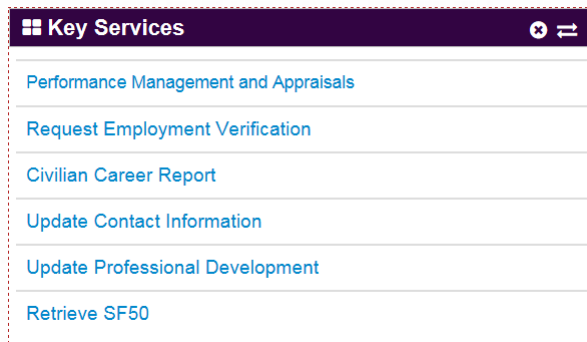 Key Services
Performance Management and Appraisals
Request Employment Verification
Civilian Career Report
Update Contact Information
Update Professional Development
Retrieve SF50